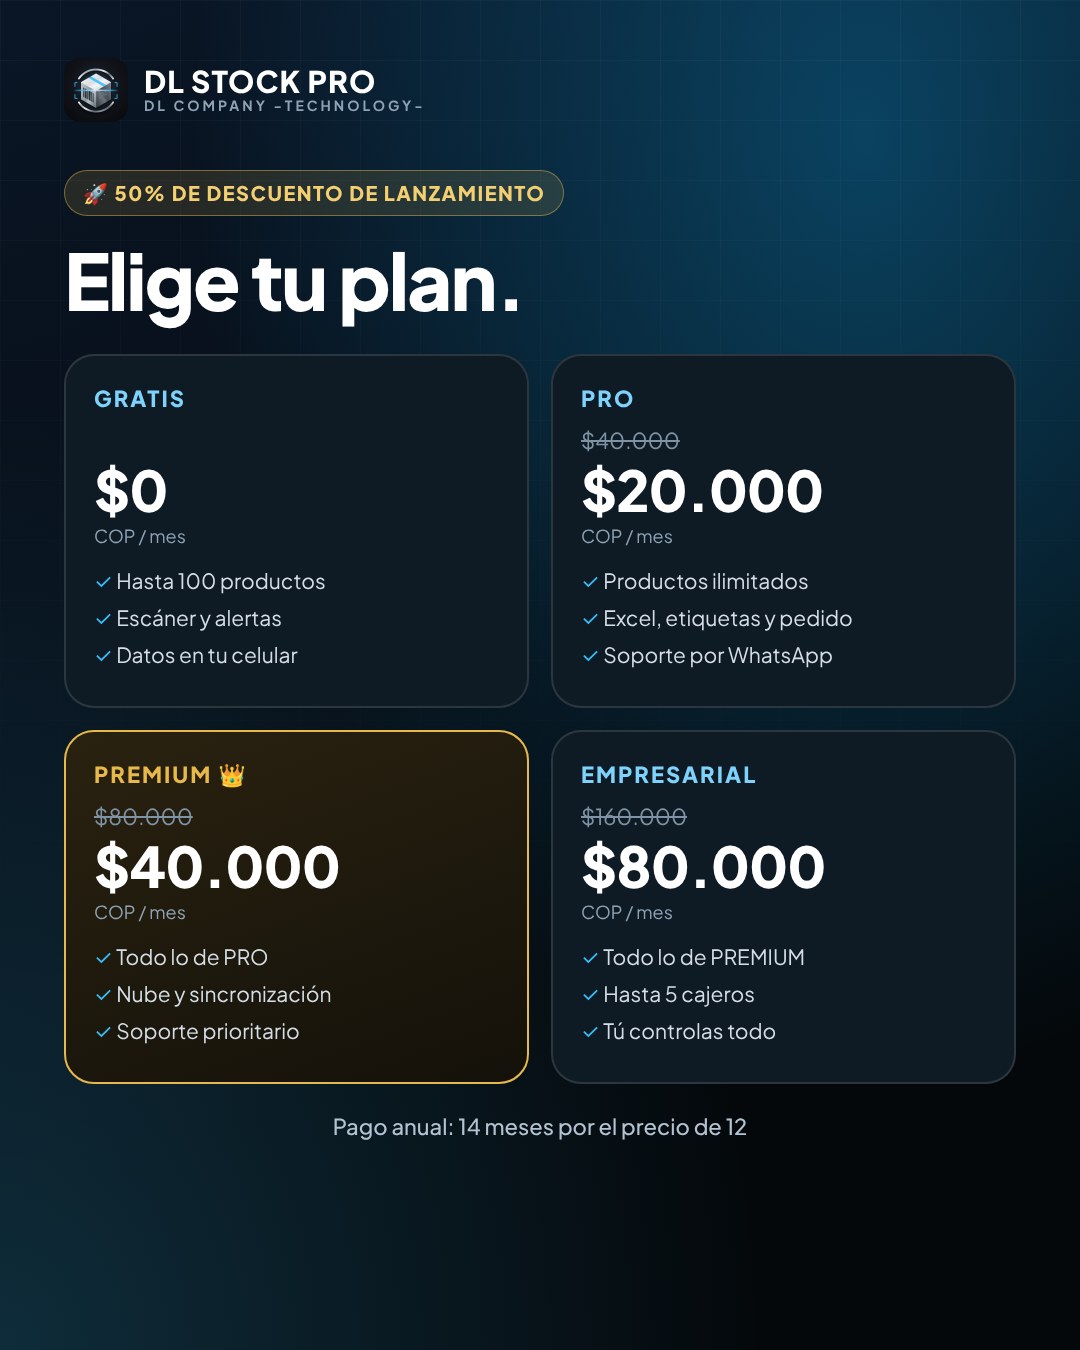 DL STOCK PRO
DL COMPANY -TECHNOLOGY-
🚀 50% DE DESCUENTO DE LANZAMIENTO
Elige tu plan.
GRATIS
$0
COP / mes
✓ Hasta 100 productos
✓ Escáner y alertas
✓ Datos en tu celular
PRO
$40.000
$20.000
COP / mes
✓ Productos ilimitados
✓ Excel, etiquetas y pedido
✓ Soporte por WhatsApp
PREMIUM 👑
$80.000
$40.000
COP / mes
✓ Todo lo de PRO
✓ Nube y sincronización
✓ Soporte prioritario
EMPRESARIAL
$160.000
$80.000
COP / mes
✓ Todo lo de PREMIUM
✓ Hasta 5 cajeros
✓ Tú controlas todo
Pago anual: 14 meses por el precio de 12